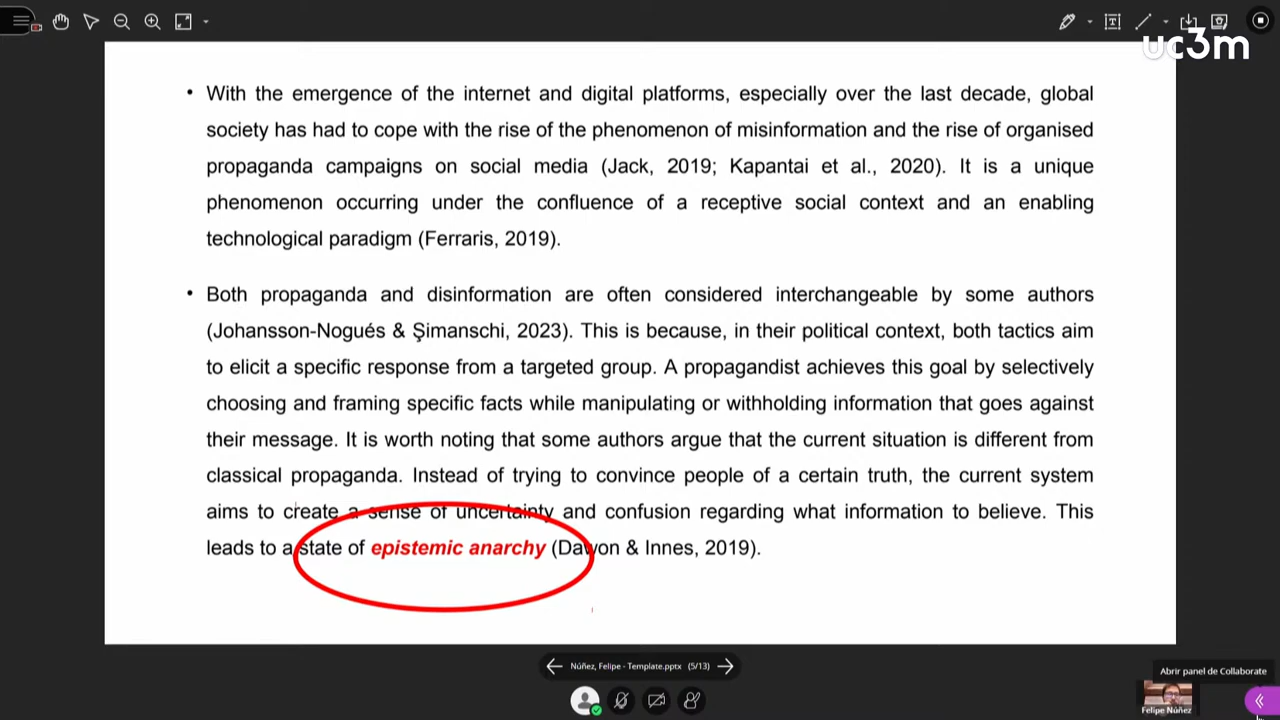 uc3m
• With the emergence of the internet and digital platforms, especially over the last decade, global
society has had to cope with the rise of the phenomenon of misinformation and the rise of organised
propaganda campaigns on social media (Jack, 2019; Kapantai et al., 2020). It is a unique
phenomenon occurring under the confluence of a receptive social context and an enabling
technological paradigm (Ferraris, 2019).
• Both propaganda and disinformation are often considered interchangeable by some authors
(Johansson-Nogués & Şimanschi, 2023). This is because, in their political context, both tactics aim
to elicit a specific response from a targeted group. A propagandist achieves this goal by selectively
choosing and framing specific facts while manipulating or withholding information that goes against
their message. It is worth noting that some authors argue that the current situation is different from
classical propaganda. Instead of trying to convince people of a certain truth, the current system
aims to create a sense of uncertainty and confusion regarding what information to believe. This
leads to a state of epistemic anarchy (Dawon & Innes, 2019).
Núñez, Felipe - Template.pptx (5/13)
Abrir panel de Collaborate
Felipe Núñez